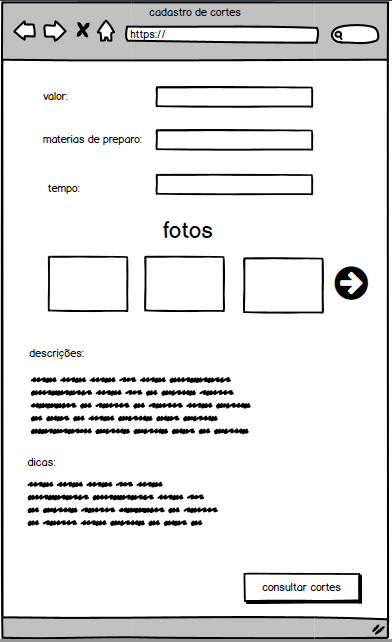 cadastro de cortes
https://
valor:
materias de preparo:
tempo:
fotos
descrições:
dicas:
consultar cortes